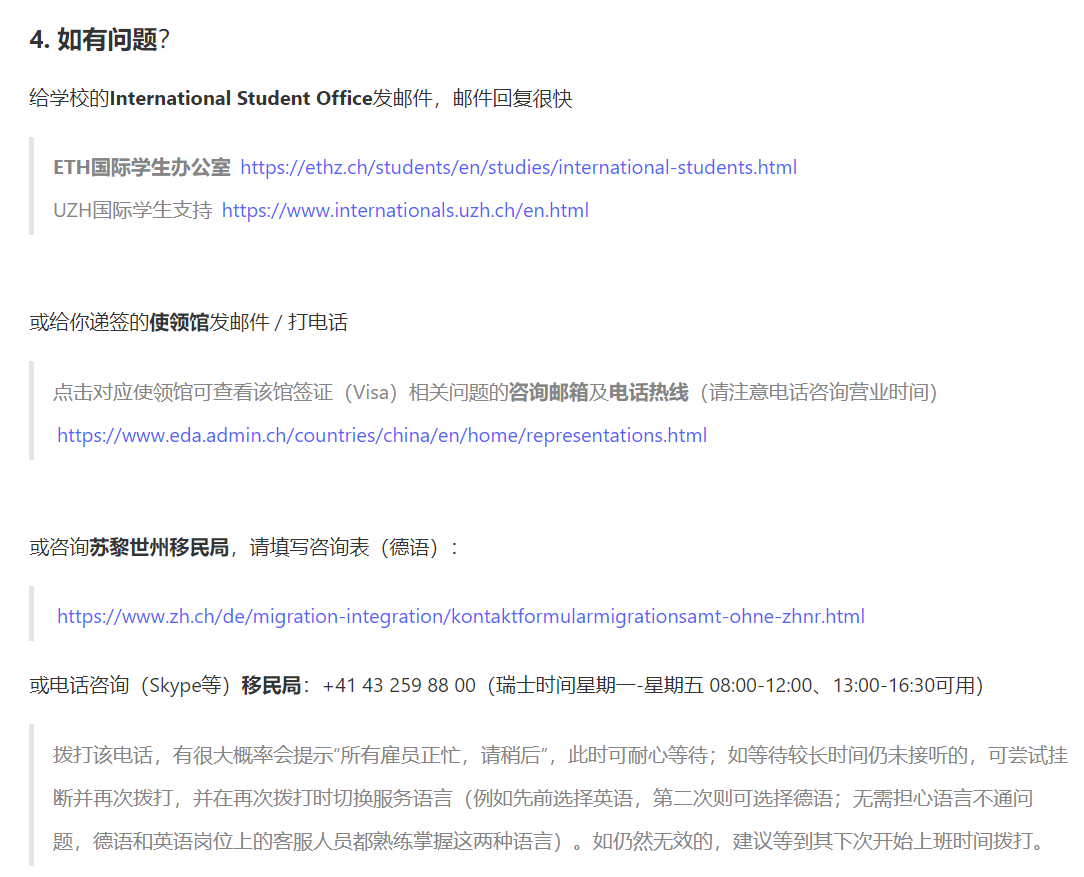 4. 如有问题?
给学校的International Student Office发邮件，邮件回复很快
ETH国际学生办公室 https://ethz.ch/students/en/studies/international-students.html
UZH国际学生支持 https://www.internationals.uzh.ch/en.html
或给你递签的使领馆发邮件 / 打电话
点击对应使领馆可查看该馆签证（Visa）相关问题的咨询邮箱及电话热线（请注意电话咨询营业时间）
https://www.eda.admin.ch/countries/china/en/home/representations.html
或咨询苏黎世州移民局，请填写咨询表（德语）：
https://www.zh.ch/de/migration-integration/kontaktformularmigrationsamt-ohne-zhnr.html
或电话咨询（Skype等）移民局：+41 43 259 88 00（瑞士时间星期一-星期五 08:00-12:00、13:00-16:30可用）
拨打该电话，有很大概率会提示“所有雇员正忙，请稍后”，此时可耐心等待；如等待较长时间仍未接听的，可尝试挂
断并再次拨打，并在再次拨打时切换服务语言（例如先前选择英语，第二次则可选择德语；无需担心语言不通问
题，德语和英语岗位上的客服人员都熟练掌握这两种语言）。如仍然无效的，建议等到其下次开始上班时间拨打。